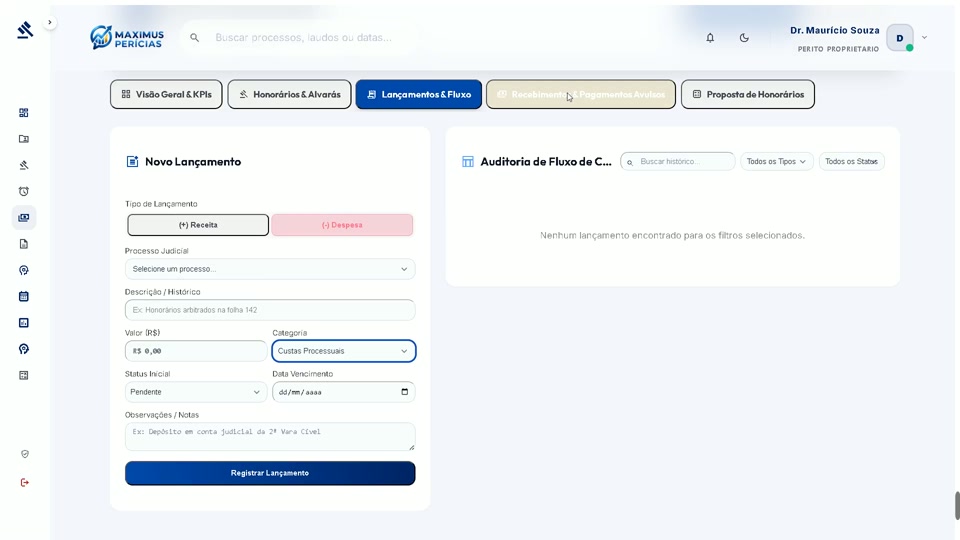 MAXIMUS
PERÍCIAS
Buscar processos, laudos ou datas...
Dr. Maurício Souza
PERITO PROPRIETARIO
D
Visão Geral & KPIs
Honorários & Alvarás
Lançamentos & Fluxo
Recebimentos & Pagamentos Avulsos
Proposta de Honorários
Novo Lançamento
Tipo de Lançamento
(+) Receita
(-) Despesa
Processo Judicial
Selecione um processo...
Descrição / Histórico
Ex: Honorários arbitrados na folha 142
Valor (R$)
Categoria
R$ 0,00
Custas Processuais
Status Inicial
Data Vencimento
Pendente
dd/mm/aaaa
Observações / Notas
Ex: Depósito em conta judicial da 2ª Vara Cível
Registrar Lançamento
Auditoria de Fluxo de C...
Buscar histórico...
Todos os Tipos
Todos os Status
Nenhum lançamento encontrado para os filtros selecionados.